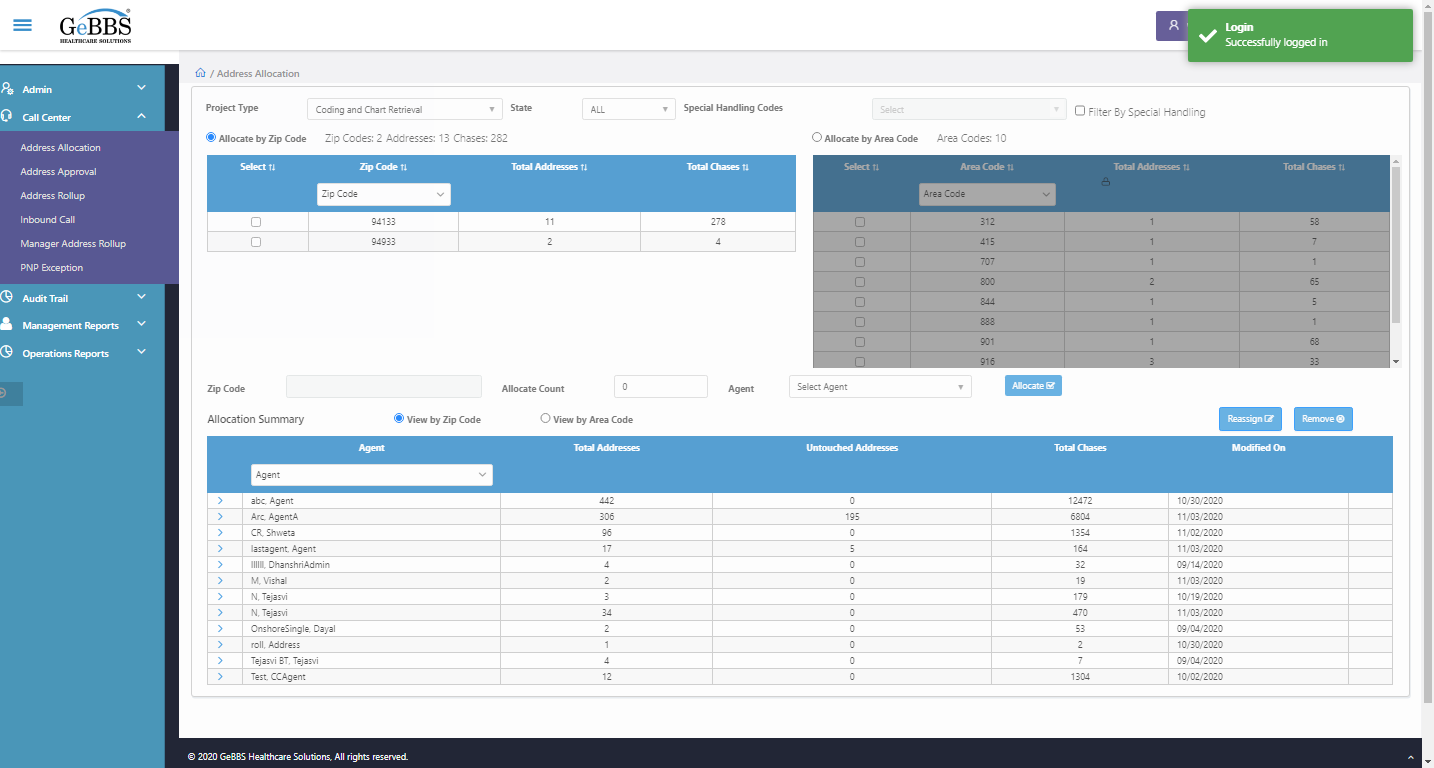 GeBBS
HEALTHCARE SOLUTIONS
Login
Successfully logged in
Admin
Call Center
Address Allocation
Address Approval
Address Rollup
Inbound Call
Manager Address Rollup
PNP Exception
Audit Trail
Management Reports
Operations Reports
/ Address Allocation
Project Type Coding and Chart Retrieval State ALL Special Handling Codes Select Filter By Special Handling
Allocate by Zip Code Zip Codes: 2 Addresses: 13 Chases: 282
Select Zip Code Total Addresses Total Chases
Zip Code
94133 11 278
94933 2 4
Allocate by Area Code Area Codes: 10
Select Area Code Total Addresses Total Chases
Area Code
312 1 58
415 1 7
707 1 1
800 2 65
844 1 5
888 1 1
901 1 68
916 3 33
Zip Code Allocate Count 0 Agent Select Agent Allocate
Allocation Summary View by Zip Code View by Area Code Reassign Remove
Agent Total Addresses Untouched Addresses Total Chases Modified On
Agent
abc, Agent 442 0 12472 10/30/2020
Arc, AgentA 306 195 6804 11/03/2020
CR, Shweta 96 0 1354 11/02/2020
lastagent, Agent 17 5 164 11/03/2020
DhanshriAdmin 4 0 32 09/14/2020
M, Vishal 2 0 19 11/03/2020
N, Tejasvi 3 0 179 10/19/2020
N, Tejasvi 34 0 470 11/03/2020
OnshoreSingle, Dayal 2 0 53 09/04/2020
roll, Address 1 0 2 10/30/2020
Tejasvi BT, Tejasvi 4 0 7 09/04/2020
Test, CCAgent 12 0 1304 10/02/2020
© 2020 GeBBS Healthcare Solutions, All rights reserved.